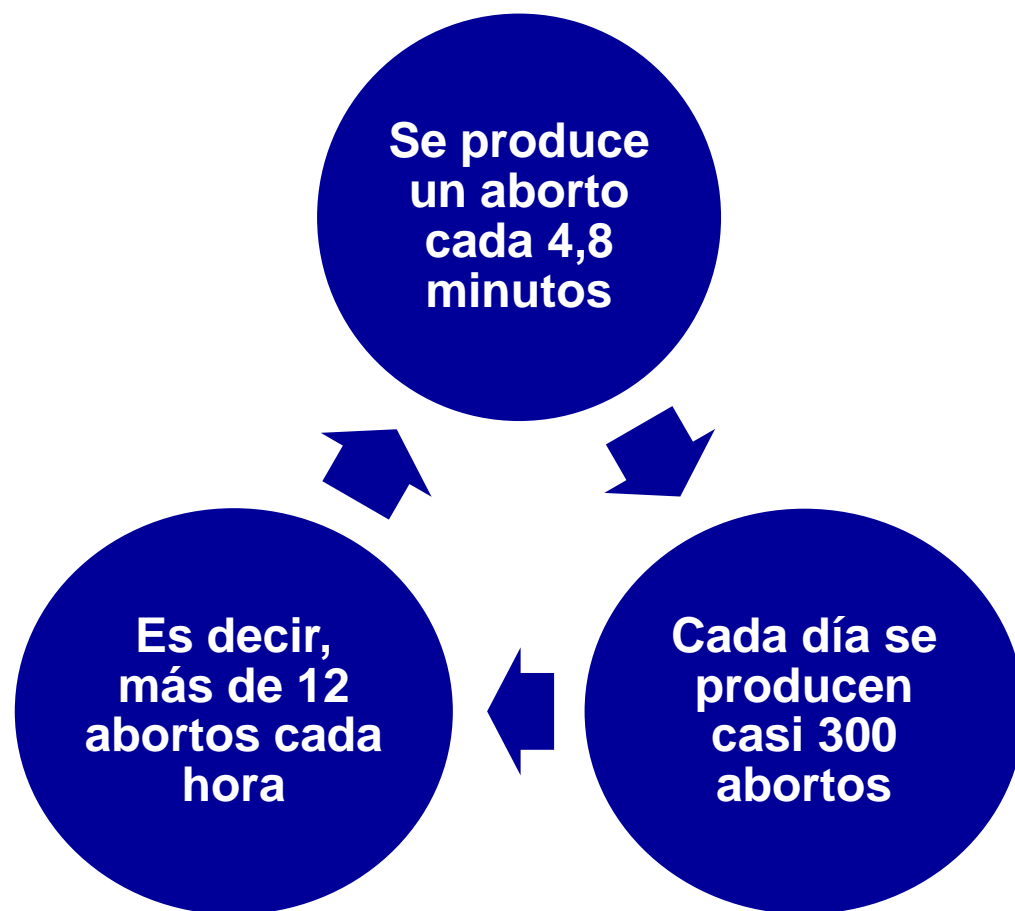 Se produce
un aborto
cada 4,8
minutos
Cada día se
producen
casi 300
abortos
Es decir,
más de 12
abortos cada
hora